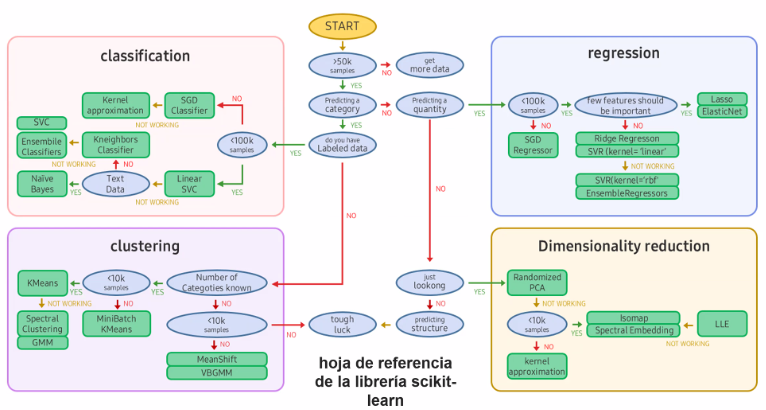 START
>50k
samples
NO
get
more data
YES
Predicting a
category
NO
Predicting a
quantity
YES
YES
do you have
Labeled data
YES
NO
NO
classification
Kernel
approximation
SGD
Classifier
NO
NOT WORKING
SVC
Ensemble
Classifiers
Kneighbors
Classifier
<100k
samples
NOT WORKING
NO
YES
Naïve
Bayes
YES
Text
Data
Linear
SVC
NOT WORKING
regression
<100k
samples
YES
Few features should
be important
YES
Lasso
ElasticNet
NO
NO
SGD
Regressor
Ridge Regresson
SVR (kernel= 'linear'
NOT WORKING
SVR(kernel='rbf'
EnsembleRegressors
clustering
KMeans
YES
<10k
samples
YES
Number of
Categoties known
NOT WORKING
NO
NO
Spectral
Clustering
GMM
MiniBatch
KMeans
<10k
samples
NO
NO
MeanShift
VBGMM
tough
luck
just
lookong
YES
NO
predicting
structure
Dimensionality reduction
Randomized
PCA
NOT WORKING
<10k
samples
YES
Isomap
Spectral Embedding
LLE
NOT WORKING
NO
kernel
approximation
hoja de referencia
de la librería scikit-
learn